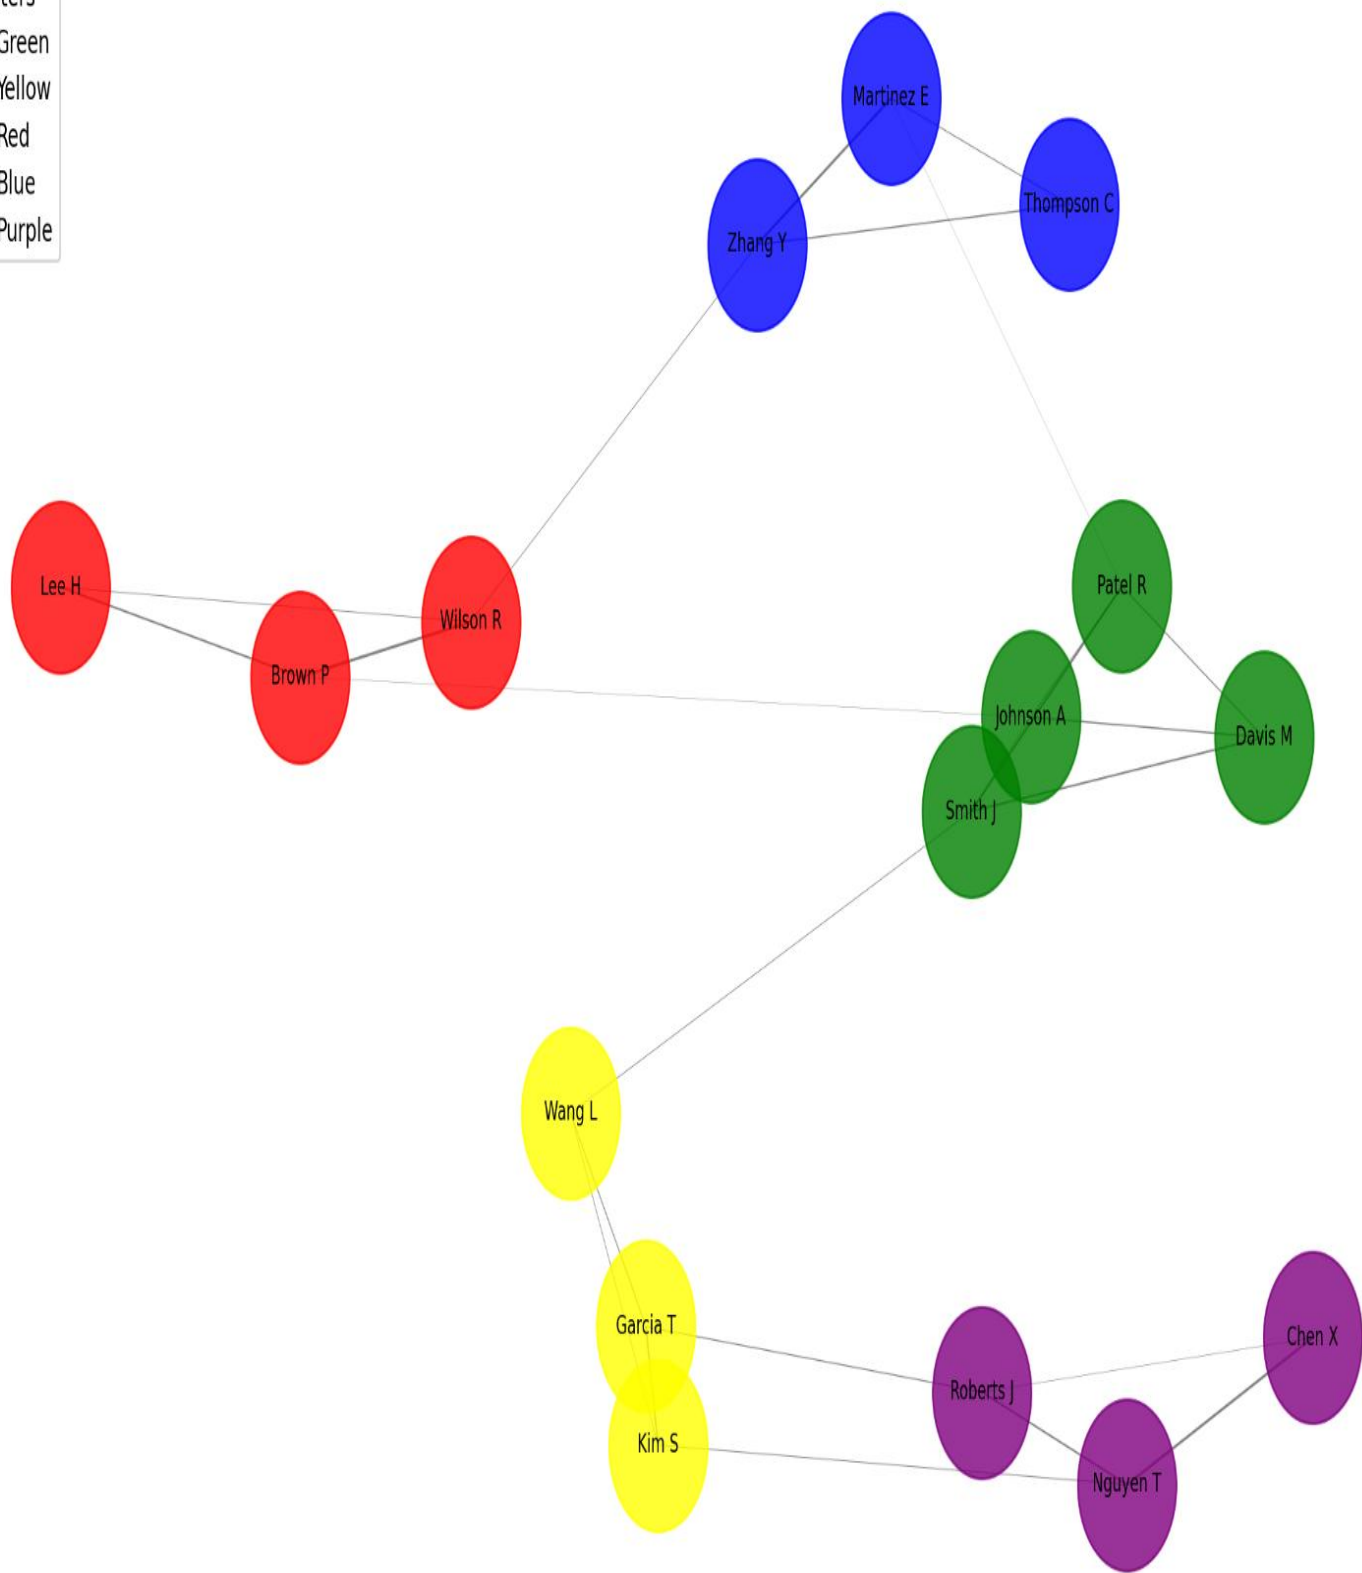 Green
Yellow
Red
Blue
Purple
Martinez E
Thompson C
Zhang Y
Lee H
Patel R
Wilson R
Brown P
Johnson A
Davis M
Smith J
Wang L
Garcia T
Chen X
Roberts J
Kim S
Nguyen T